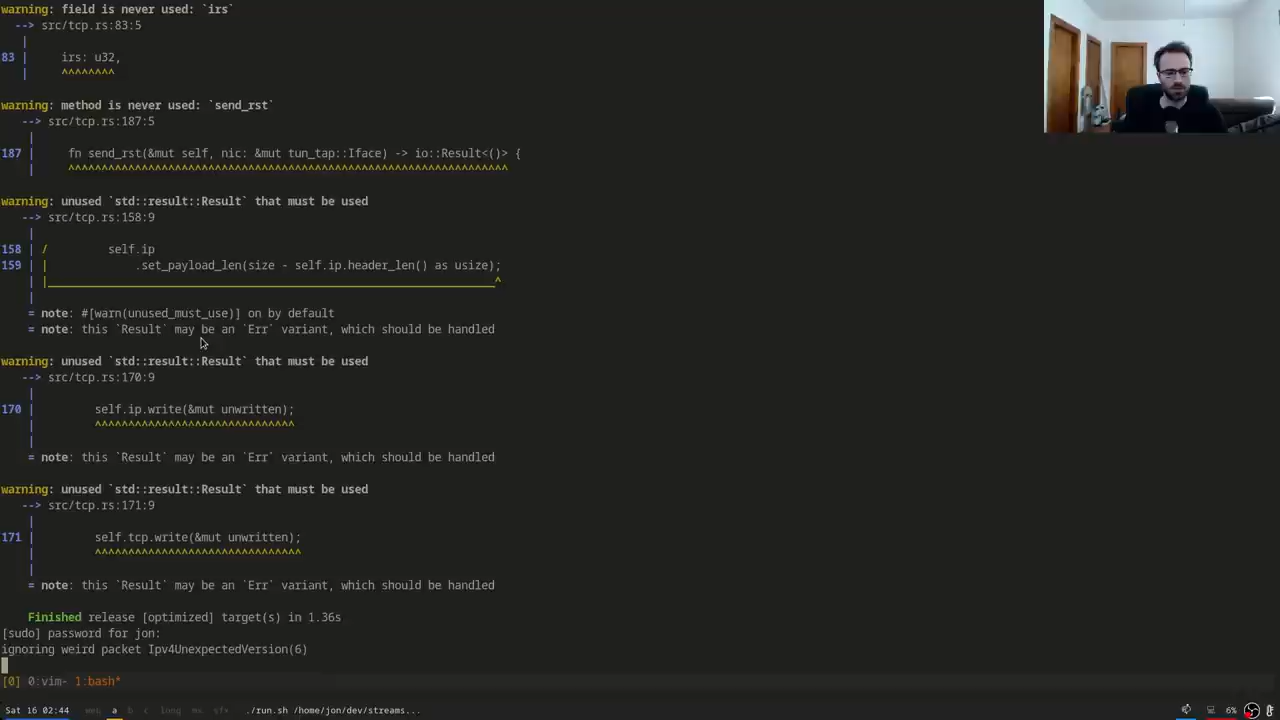 warning: field is never used: `irs`
--> src/tcp.rs:83:5
|
83 |     irs: u32,
|     ^^^^^^^^
warning: method is never used: `send_rst`
--> src/tcp.rs:187:5
|
187 |     fn send_rst(&mut self, nic: &mut tun_tap::Iface) -> io::Result<()> {
|     ^^^^^^^^^^^^^^^^^^^^^^^^^^^^^^^^^^^^^^^^^^^^^^^^^^^^^^^^^^^^^^^^^^
warning: unused `std::result::Result` that must be used
--> src/tcp.rs:158:9
|
158 | /         self.ip
159 | |             .set_payload_len(size - self.ip.header_len() as usize);
| |_____________________________________________________________________^
|
= note: #[warn(unused_must_use)] on by default
= note: this `Result` may be an `Err` variant, which should be handled
warning: unused `std::result::Result` that must be used
--> src/tcp.rs:170:9
|
170 |         self.ip.write(&mut unwritten);
|         ^^^^^^^^^^^^^^^^^^^^^^^^^^^^^^
|
= note: this `Result` may be an `Err` variant, which should be handled
warning: unused `std::result::Result` that must be used
--> src/tcp.rs:171:9
|
171 |         self.tcp.write(&mut unwritten);
|         ^^^^^^^^^^^^^^^^^^^^^^^^^^^^^^^
|
= note: this `Result` may be an `Err` variant, which should be handled
Finished release [optimized] target(s) in 1.36s
[sudo] password for jon:
ignoring weird packet Ipv4UnexpectedVersion(6)
[0] 0:vim- 1:bash*
Sat 16 02:44 web a b c long ms sfx ./run.sh /home/jon/dev/streams... 6%